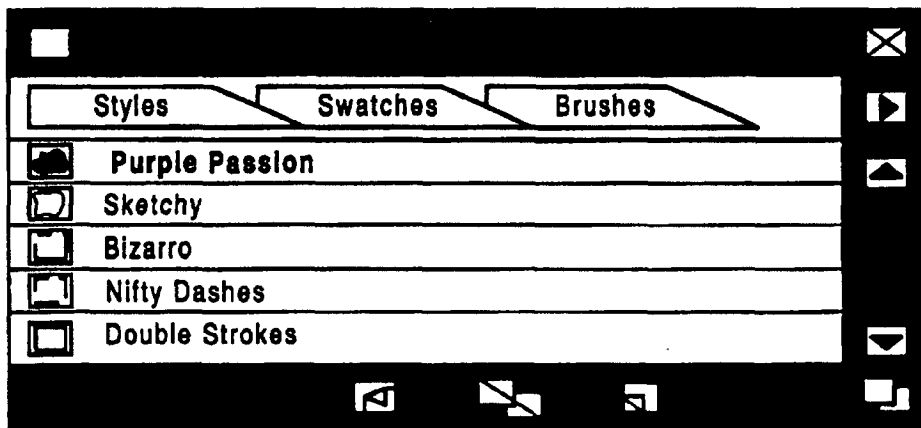 Styles Swatches Brushes
Purple Passion
Sketchy
Bizarro
Nifty Dashes
Double Strokes